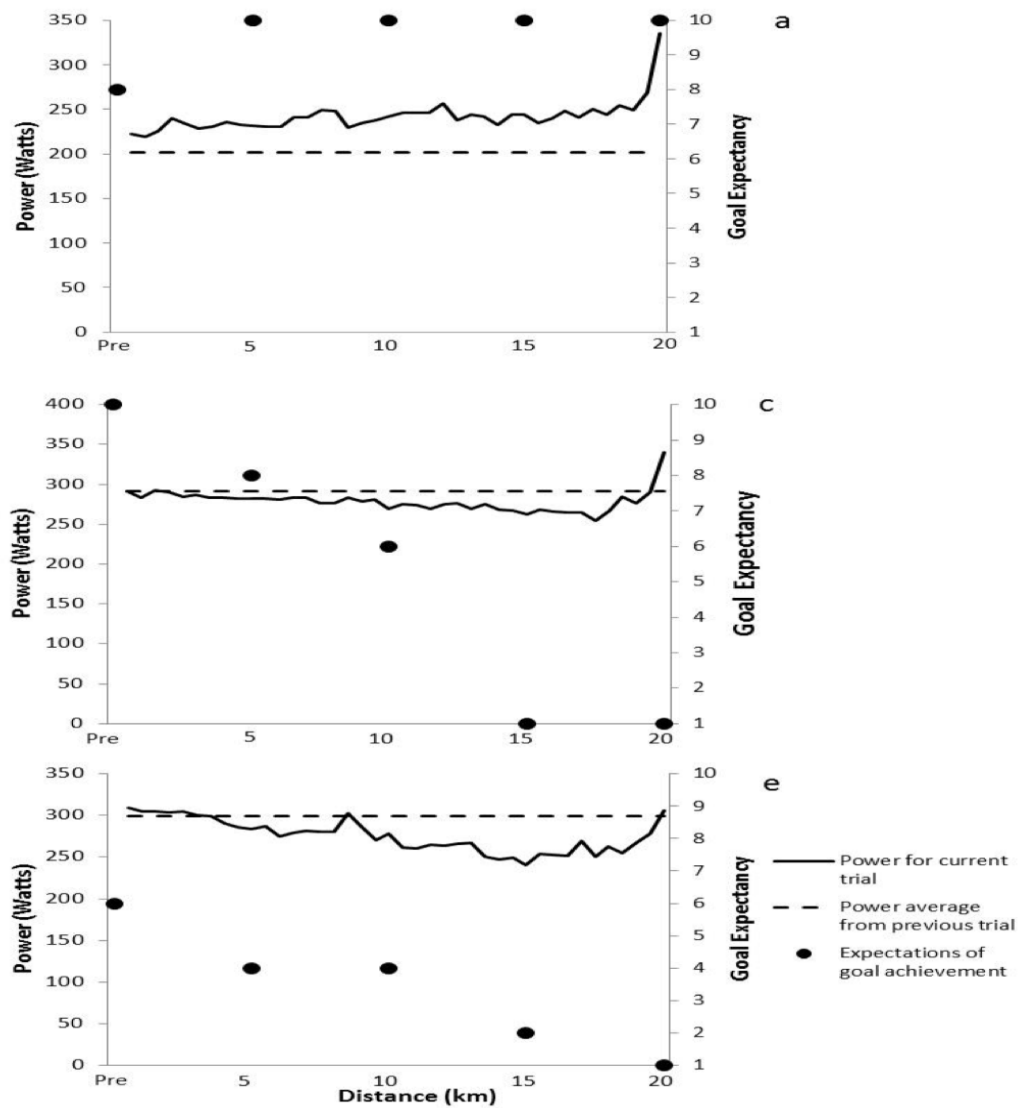 a
350
300
250
200
150
100
50
0
Power (Watts)
10
9
8
7
6
5
4
3
2
1
Goal Expectancy
Pre 5 10 15 20
c
400
350
300
250
200
150
100
50
0
Power (Watts)
10
9
8
7
6
5
4
3
2
1
Goal Expectancy
Pre 5 10 15 20
e
350
300
250
200
150
100
50
0
Power (Watts)
10
9
8
7
6
5
4
3
2
1
Goal Expectancy
Pre 5 10 15 20
Distance (km)
Power for current
trial
Power average
from previous trial
Expectations of
goal achievement